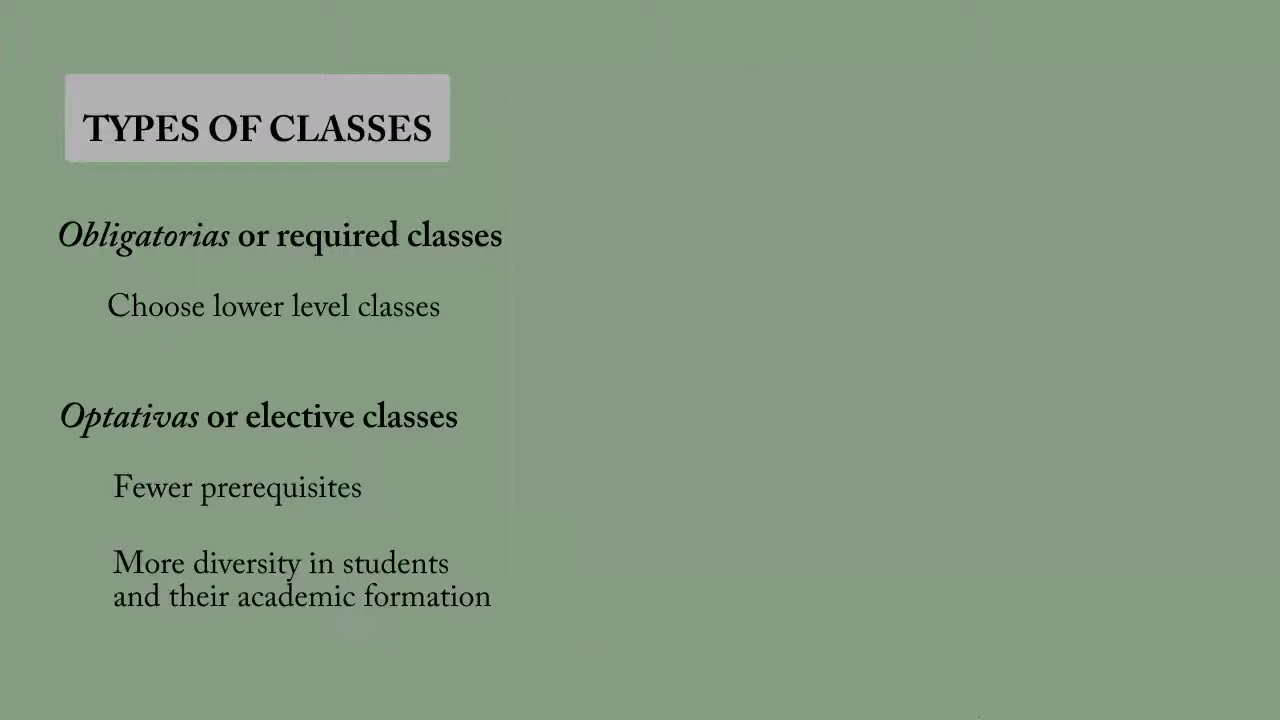 TYPES OF CLASSES
Obligatorias or required classes
Choose lower level classes
Optativas or elective classes
Fewer prerequisites
More diversity in students
and their academic formation